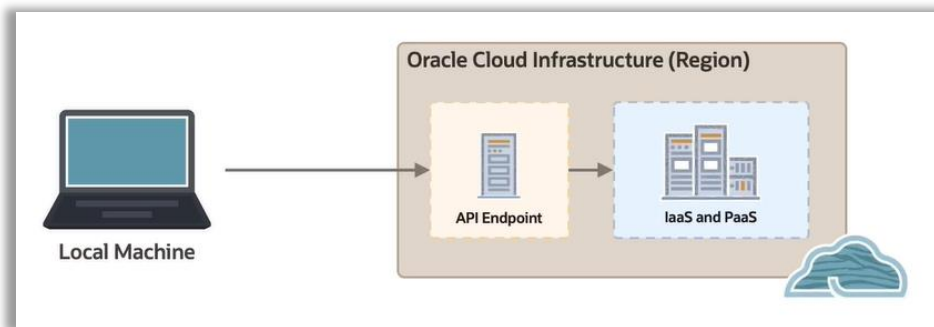 Oracle Cloud Infrastructure (Region)
API Endpoint
IaaS and PaaS
Local Machine